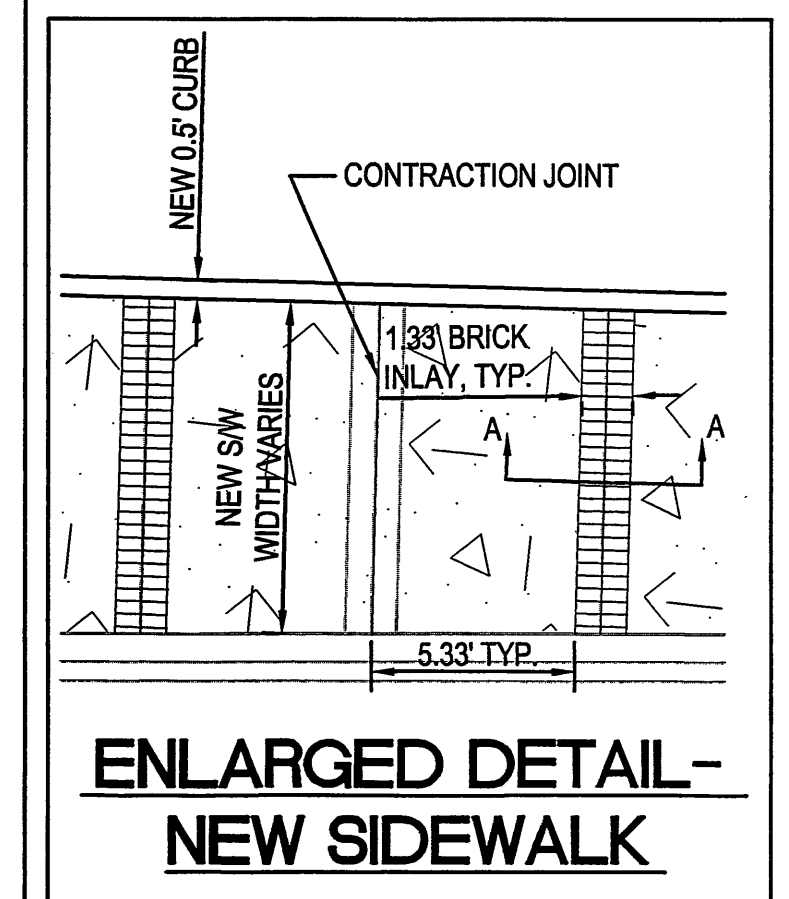 NEW 0.5' CURB
CONTRACTION JOINT
1.33' BRICK
INLAY, TYP.
A
A
NEW S/W
WIDTH VARIES
5.33' TYP.
ENLARGED DETAIL-
NEW SIDEWALK